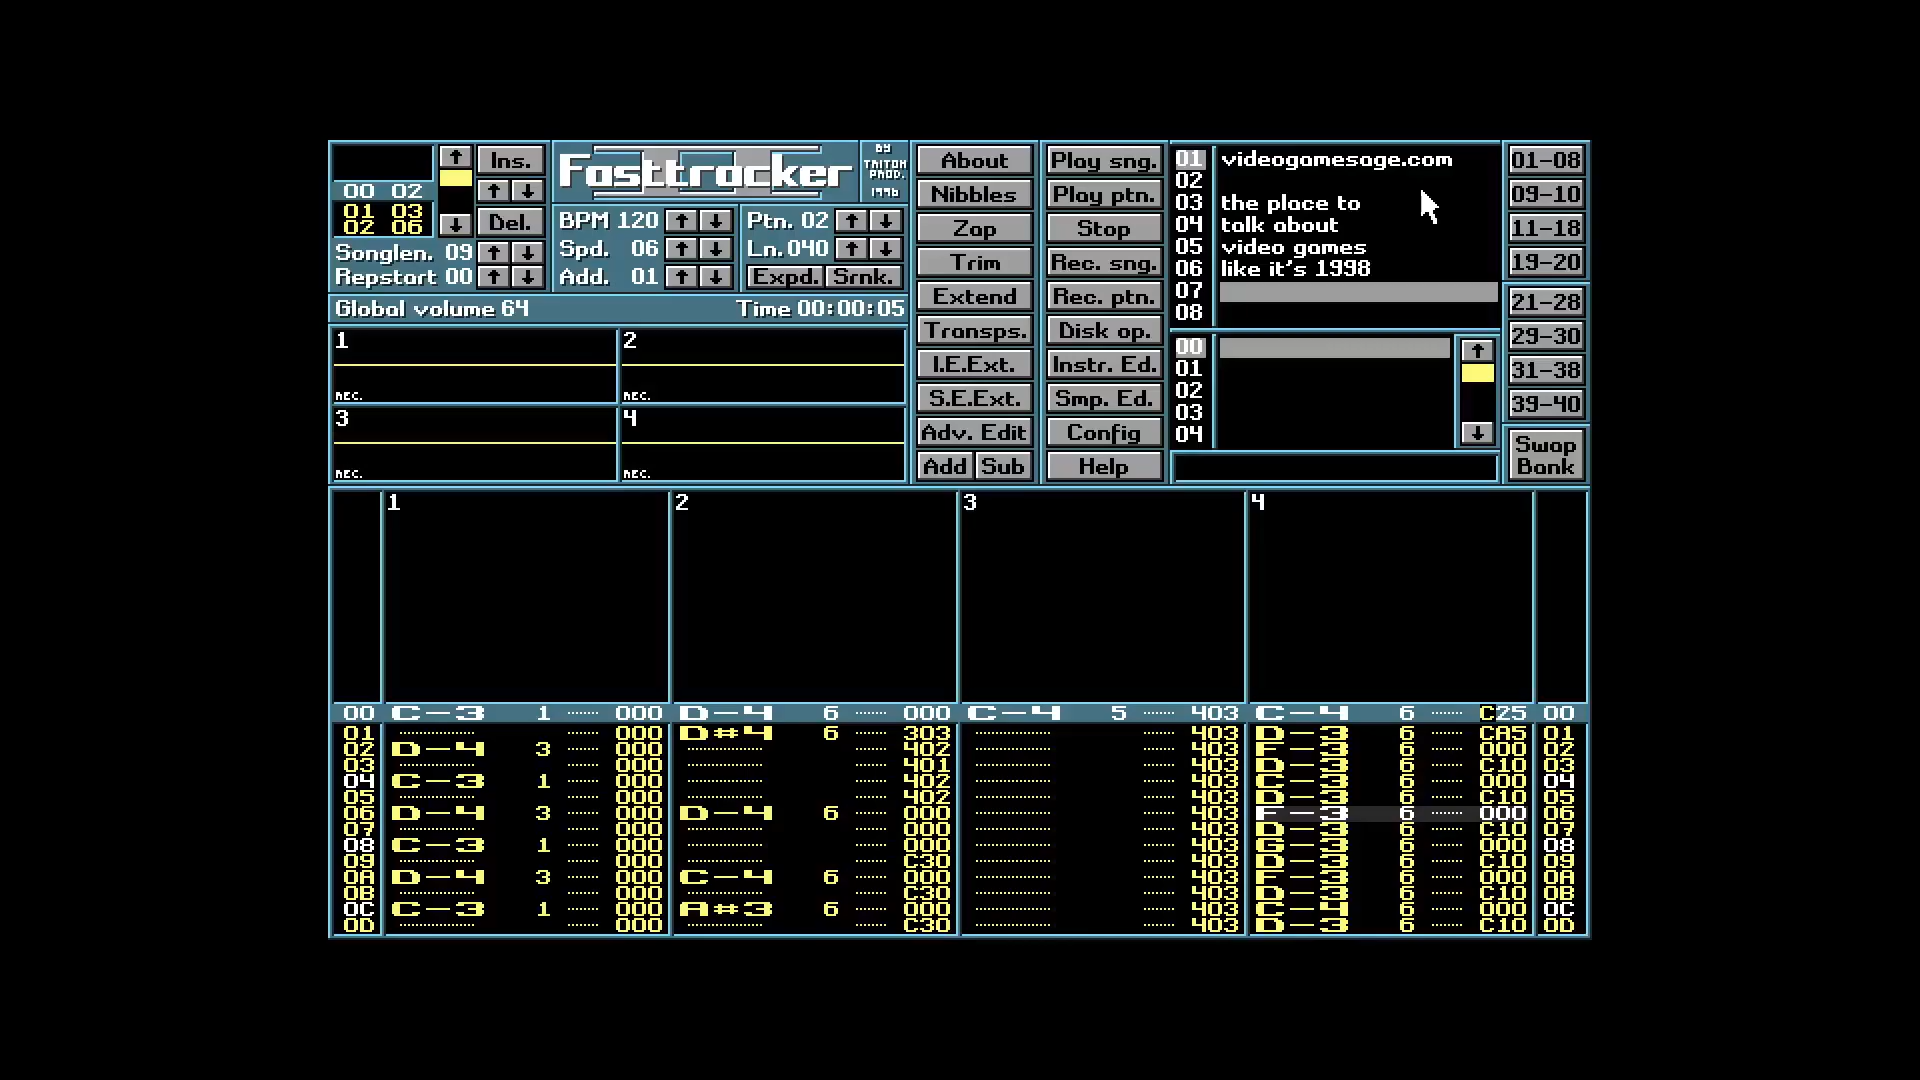 00 02
01 03
02 06
Ins.
Del.
Songlen. 09
Repstart 00
Fasttracker
BY TRITON PROD. 1996
BPM 120
Spd. 06
Add. 01
Ptn. 02
Ln. 040
Expd. Srnk.
Global volume 64 Time 00:00:05
1
REC.
2
REC.
3
REC.
4
REC.
About
Nibbles
Zap
Trim
Extend
Transps.
I.E.Ext.
S.E.Ext.
Adv. Edit
Add Sub
Play sng.
Play ptn.
Stop
Rec. sng.
Rec. ptn.
Disk op.
Instr. Ed.
Smp. Ed.
Config
Help
01 videogamesage.com
02
03 the place to
04 talk about
05 video games
06 like it's 1998
07
08
00
01
02
03
04
01-08
09-10
11-18
19-20
21-28
29-30
31-38
39-40
Swap
Bank
1 2 3 4
00 C-3 1 000 D-4 6 000 C-4 5 403 C-4 6 C25 00
01 000 D#4 6 303 403 D-3 6 CA5 01
02 D-4 3 000 402 403 F-3 6 000 02
03 000 401 403 D-3 6 C10 03
04 C-3 1 000 402 403 C-3 6 000 04
05 000 402 403 D-3 6 C10 05
06 D-4 3 000 D-4 6 000 403 F-3 6 000 06
07 000 000 403 D-3 6 C10 07
08 C-3 1 000 000 403 G-3 6 000 08
09 000 C30 403 D-3 6 C10 09
0A D-4 3 000 C-4 6 000 403 F-3 6 000 0A
0B 000 C30 403 D-3 6 C10 0B
0C C-3 1 000 A#3 6 000 403 C-4 6 000 0C
0D 000 C30 403 D-3 6 C10 0D